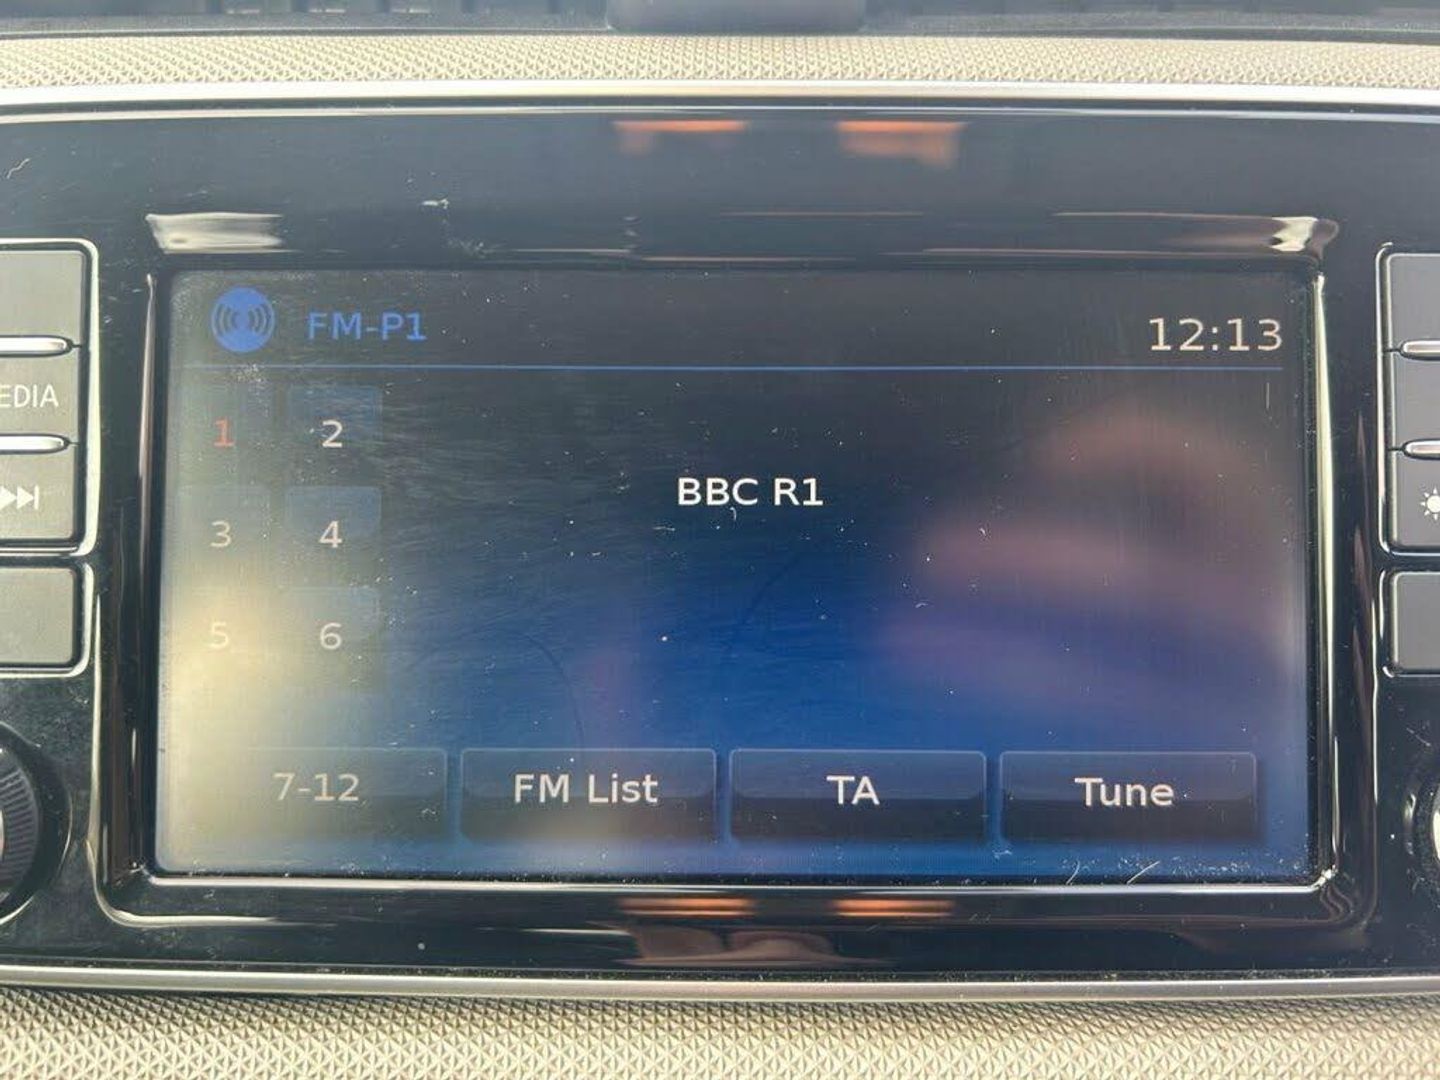 FM-P1
12:13
EDIA
1 2
BBC R1
3 4
5 6
7-12 FM List TA Tune